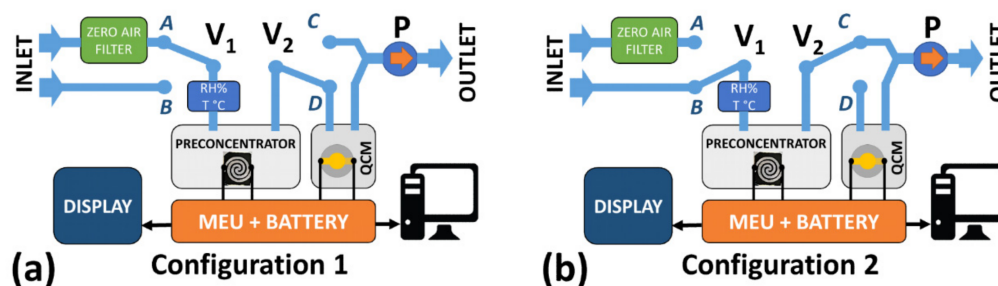 INLET
ZERO AIR
FILTER
A
B
V1
V2
C
D
P
OUTLET
RH%
T °C
PRECONCENTRATOR
QCM
DISPLAY
MEU + BATTERY
(a)
Configuration 1
INLET
ZERO AIR
FILTER
A
B
V1
V2
C
D
P
OUTLET
RH%
T °C
PRECONCENTRATOR
QCM
DISPLAY
MEU + BATTERY
(b)
Configuration 2